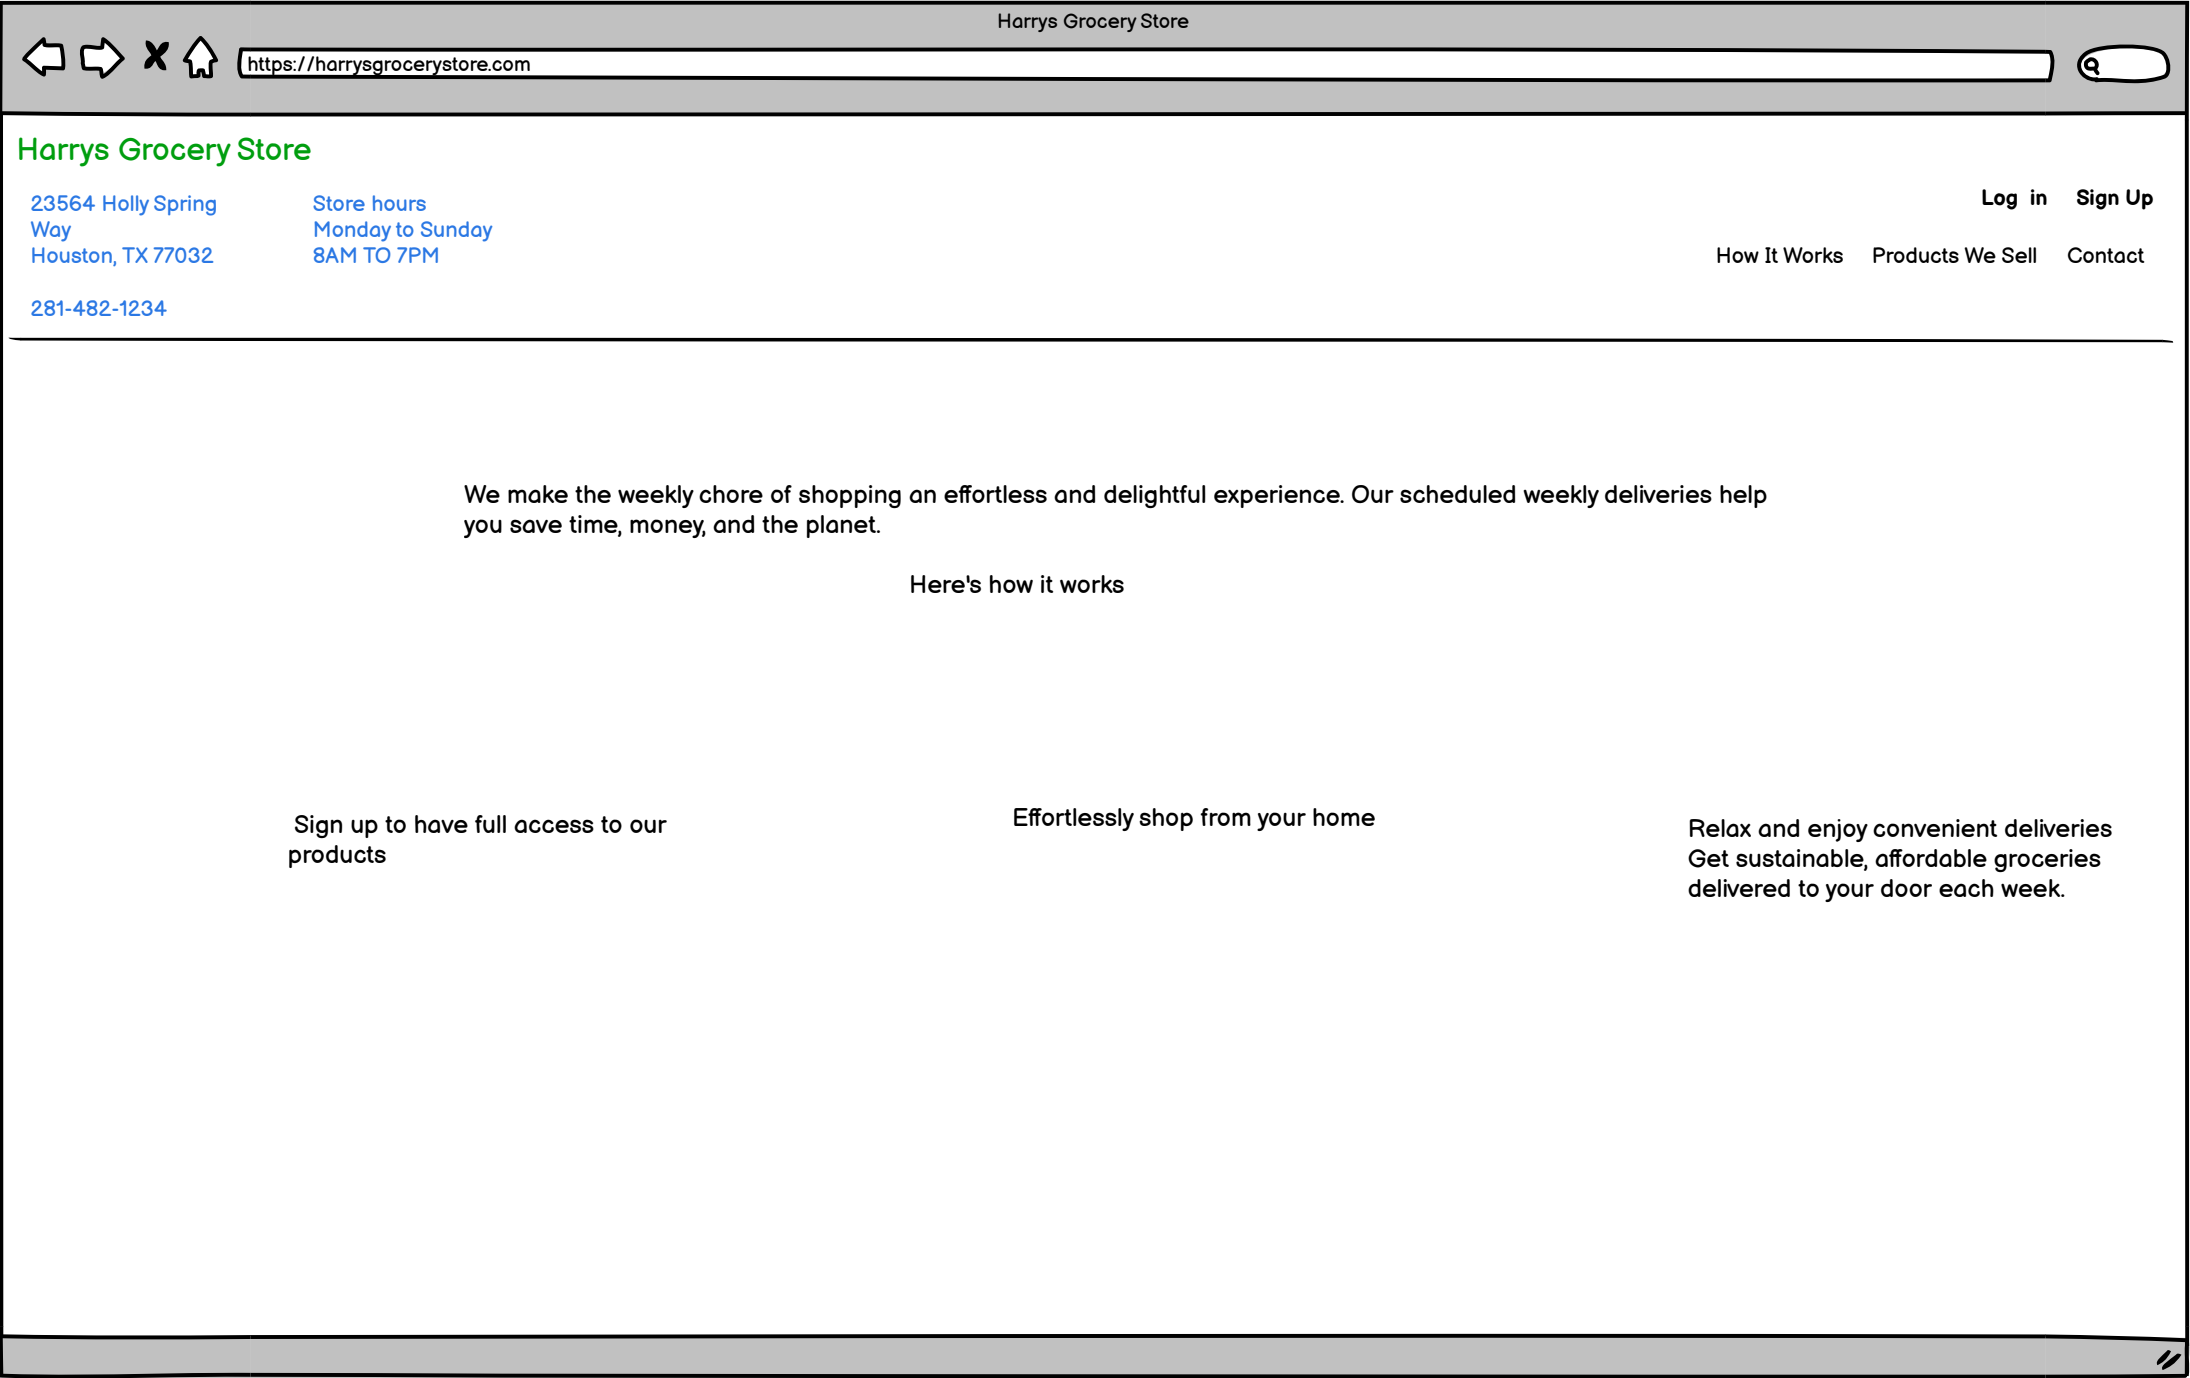 Harrys Grocery Store
https://harrysgrocerystore.com
Harrys Grocery Store
23564 Holly Spring
Way
Houston, TX 77032
281-482-1234
Store hours
Monday to Sunday
8AM TO 7PM
Log in Sign Up
How It Works Products We Sell Contact
We make the weekly chore of shopping an effortless and delightful experience. Our scheduled weekly deliveries help
you save time, money, and the planet.
Here's how it works
Sign up to have full access to our
products
Effortlessly shop from your home
Relax and enjoy convenient deliveries
Get sustainable, affordable groceries
delivered to your door each week.